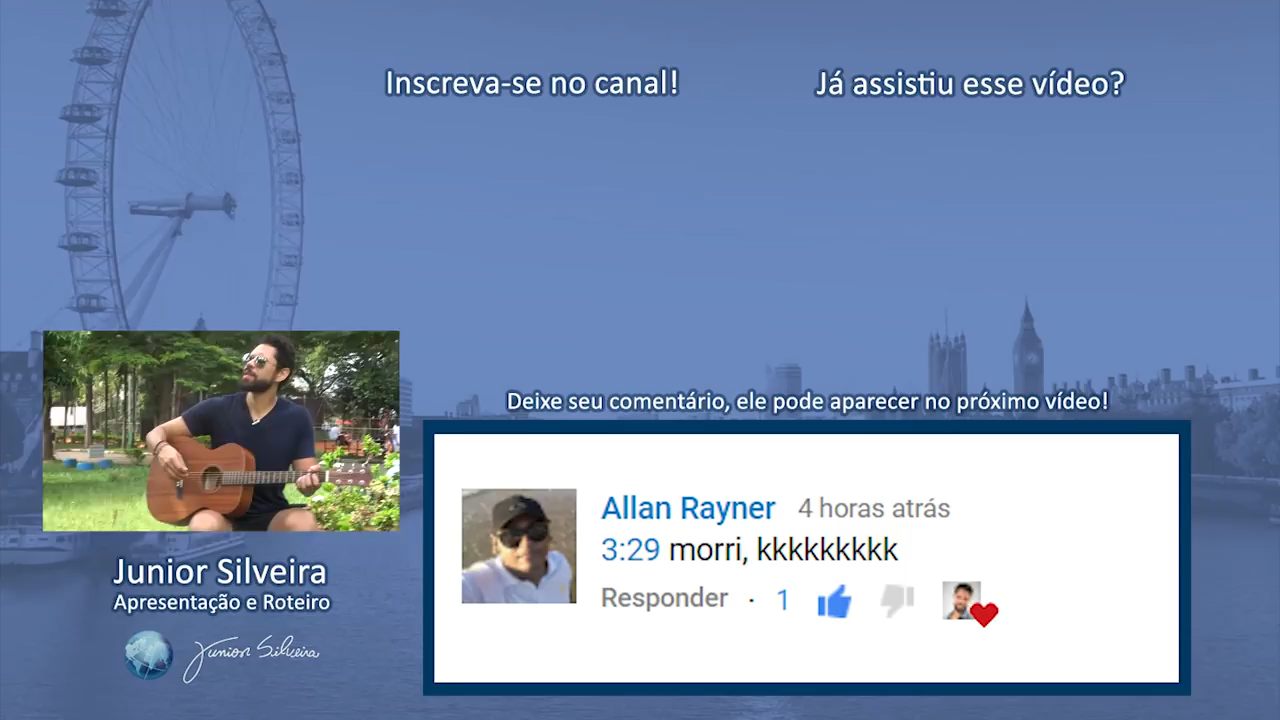 Inscreva-se no canal!
Já assistiu esse vídeo?
Deixe seu comentário, ele pode aparecer no próximo vídeo!
Allan Rayner 4 horas atrás
3:29 morri, kkkkkkkkk
Responder · 1
Junior Silveira
Apresentação e Roteiro
Junior Silveira